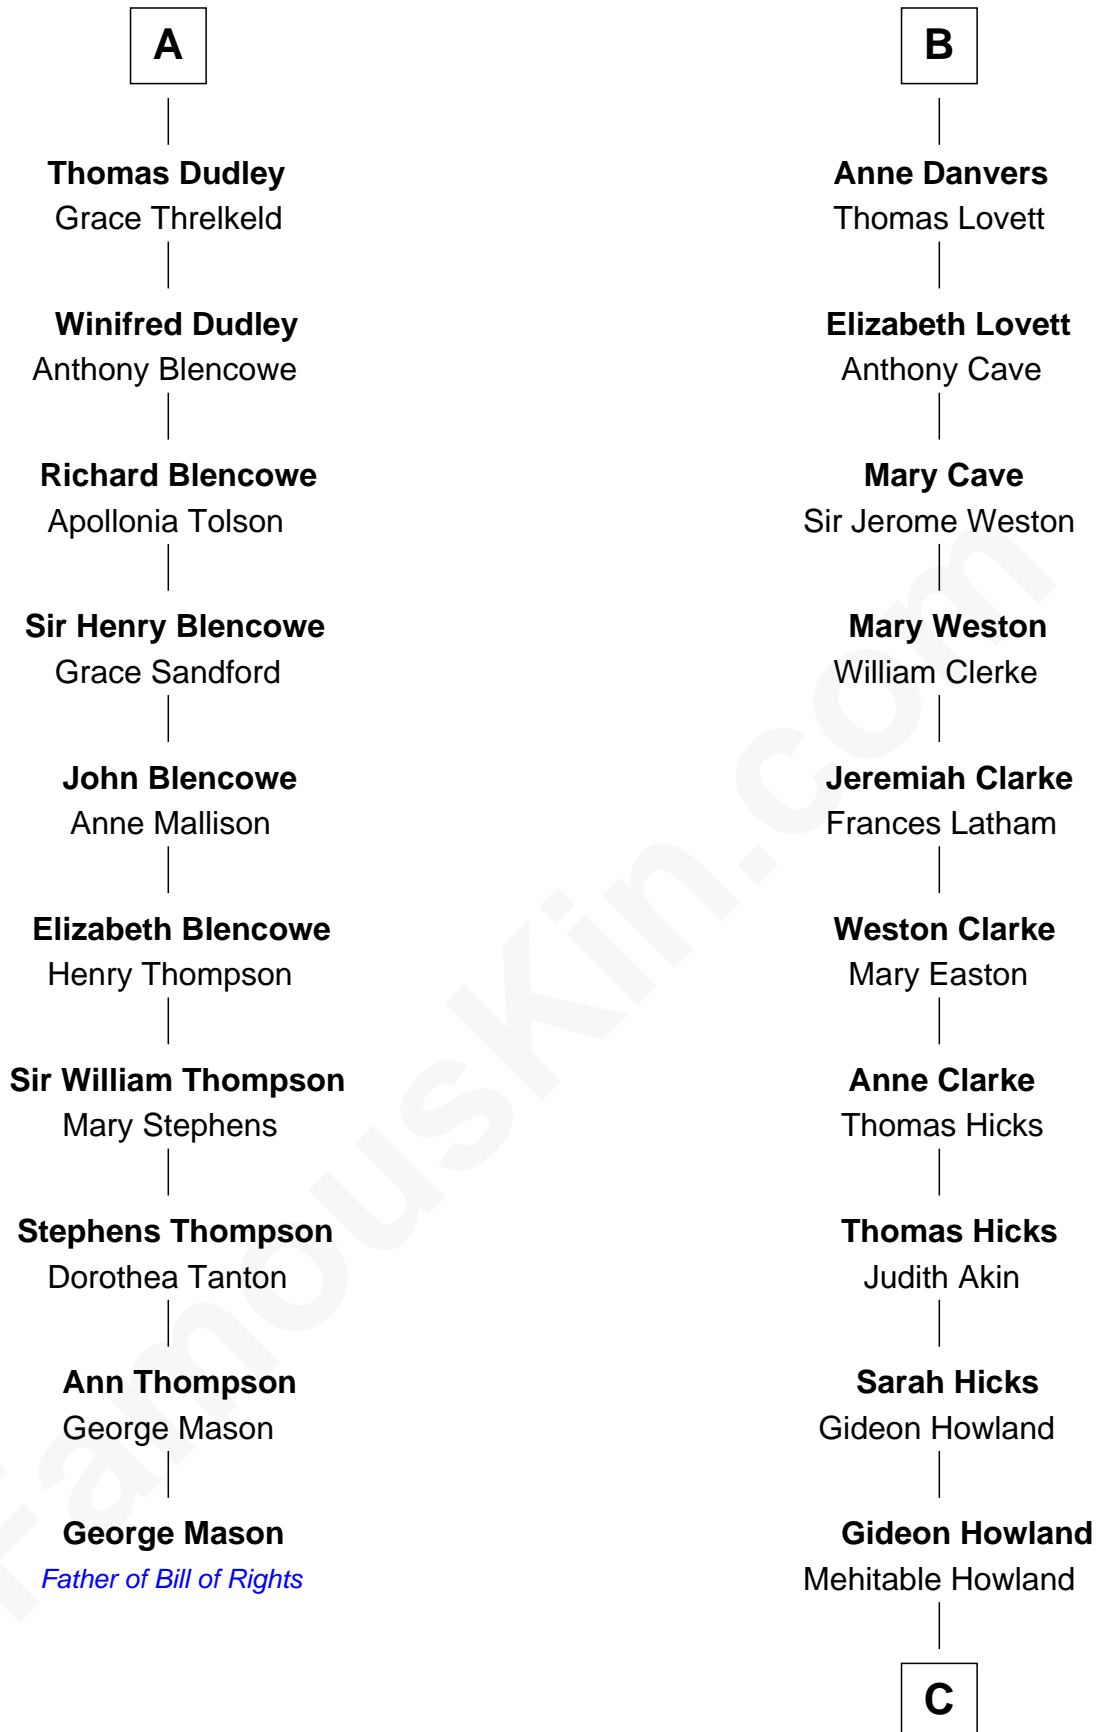 A
Thomas Dudley
Grace Threlkeld
Winifred Dudley
Anthony Blencowe
Richard Blencowe
Apollonia Tolson
Sir Henry Blencowe
Grace Sandford
John Blencowe
Anne Mallison
Elizabeth Blencowe
Henry Thompson
Sir William Thompson
Mary Stephens
Stephens Thompson
Dorothea Tanton
Ann Thompson
George Mason
George Mason
Father of Bill of Rights
B
Anne Danvers
Thomas Lovett
Elizabeth Lovett
Anthony Cave
Mary Cave
Sir Jerome Weston
Mary Weston
William Clerke
Jeremiah Clarke
Frances Latham
Weston Clarke
Mary Easton
Anne Clarke
Thomas Hicks
Thomas Hicks
Judith Akin
Sarah Hicks
Gideon Howland
Gideon Howland
Mehitable Howland
C
FamousKin.com